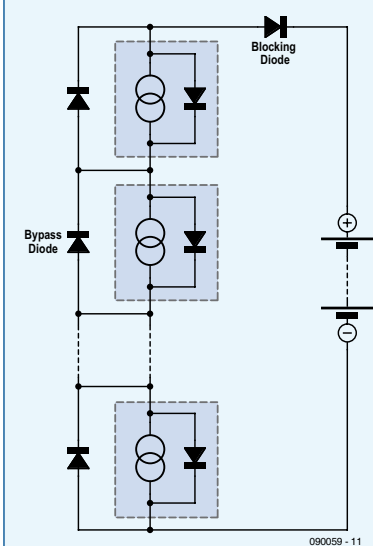 Blocking
Diode
Bypass
Diode
+
−
090059 - 11